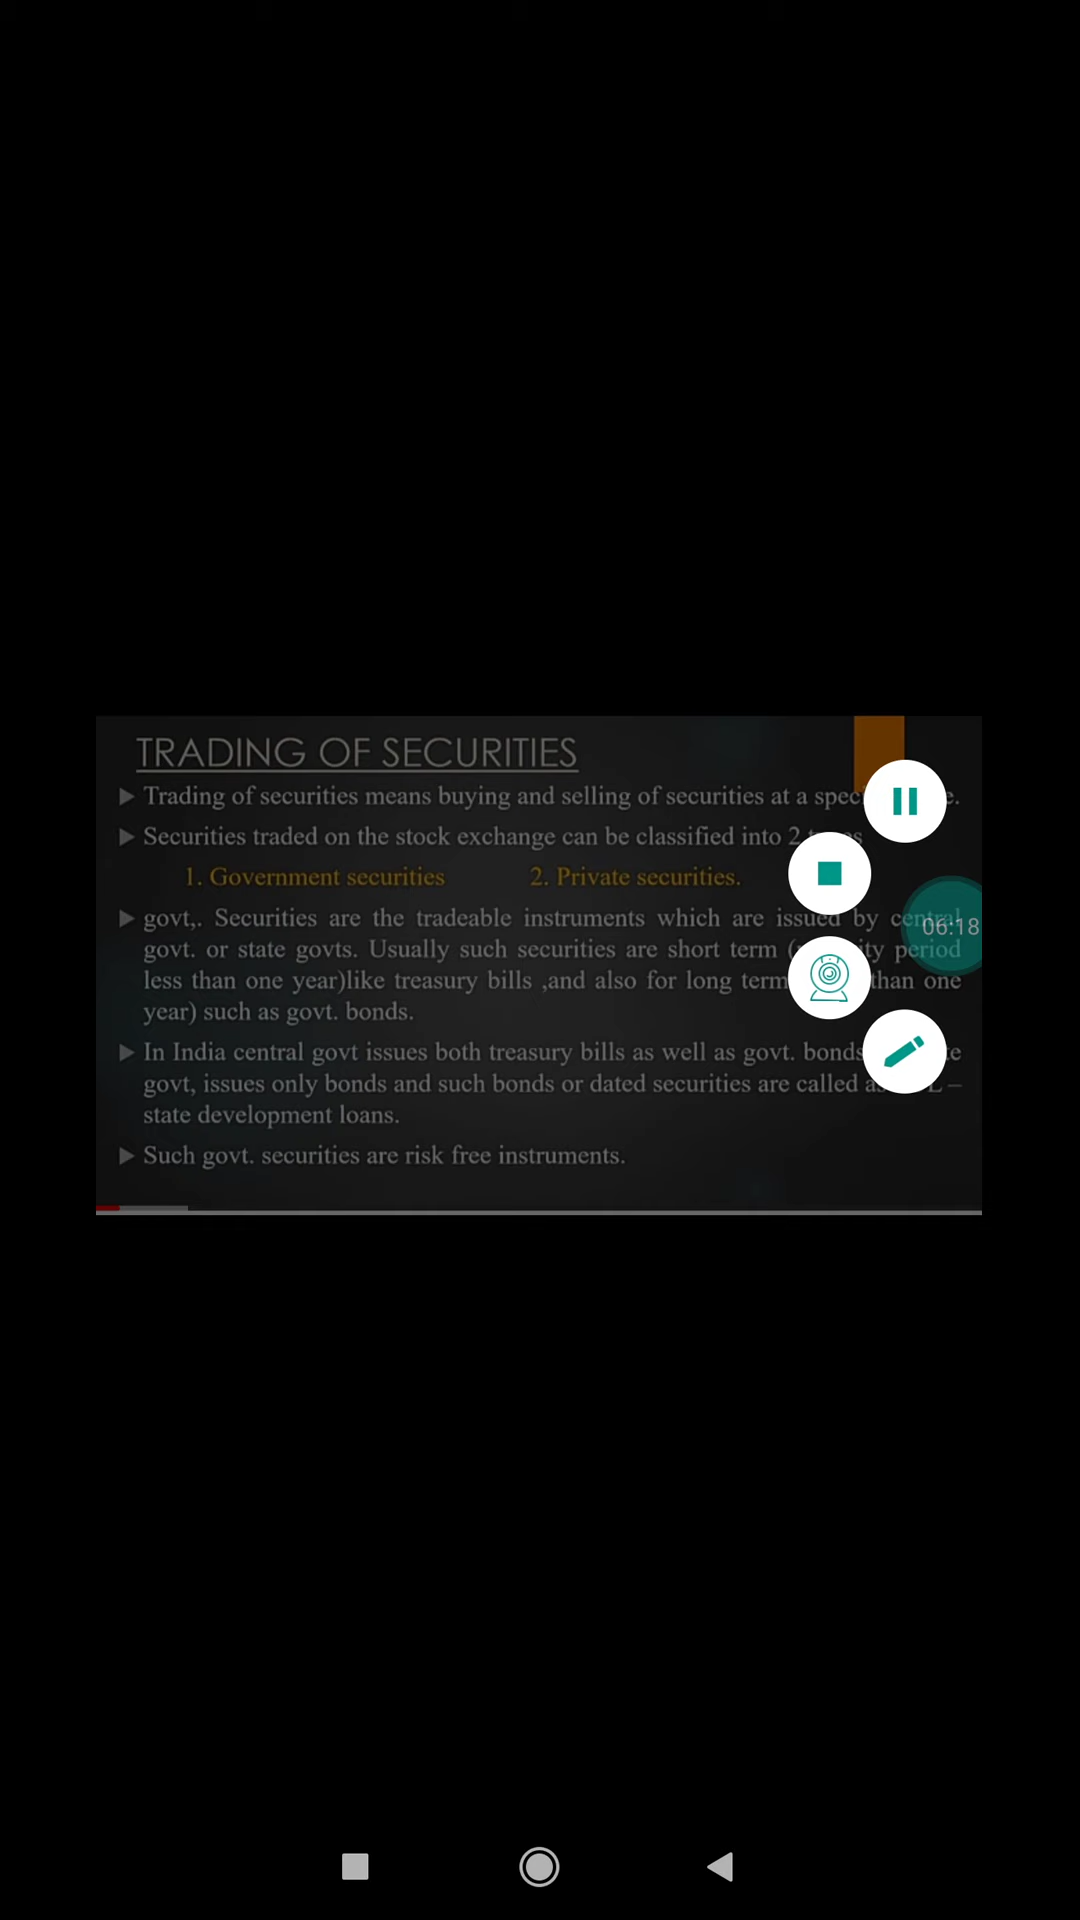 TRADING OF SECURITIES
Trading of securities means buying and selling of securities at a
Securities traded on the stock exchange can be classified into 2
1. Government securities 2. Private securities.
govt,. Securities are the tradeable instruments which are issued by central
06:18
govt. or state govts. Usually such securities are short term ( period
less than one year)like treasury bills ,and also for long term than one
year) such as govt. bonds.
In India central govt issues both treasury bills as well as govt. bonds
govt, issues only bonds and such bonds or dated securities are called –
state development loans.
Such govt. securities are risk free instruments.